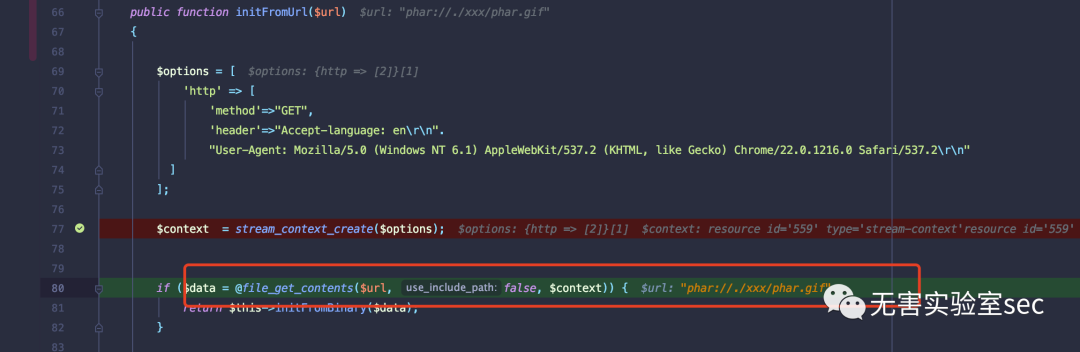 66 public function initFromUrl($url) $url: "phar://./xxx/phar.gif"
67 {
68
69 $options = [ $options: {http => [2]}[1]
70 'http' => [
71 'method'=>"GET",
72 'header'=>"Accept-language: en\r\n".
73 "User-Agent: Mozilla/5.0 (Windows NT 6.1) AppleWebKit/537.2 (KHTML, like Gecko) Chrome/22.0.1216.0 Safari/537.2\r\n"
74 ]
75 ];
76
77 $context = stream_context_create($options); $options: {http => [2]}[1] $context: resource id='559' type='stream-context'resource id='559'
78
79
80 if ($data = @file_get_contents($url, use_include_path: false, $context)) { $url: "phar://./xxx/phar.gif"
81 return $this->initFromBinary($data);
82 }
83
无害实验室sec